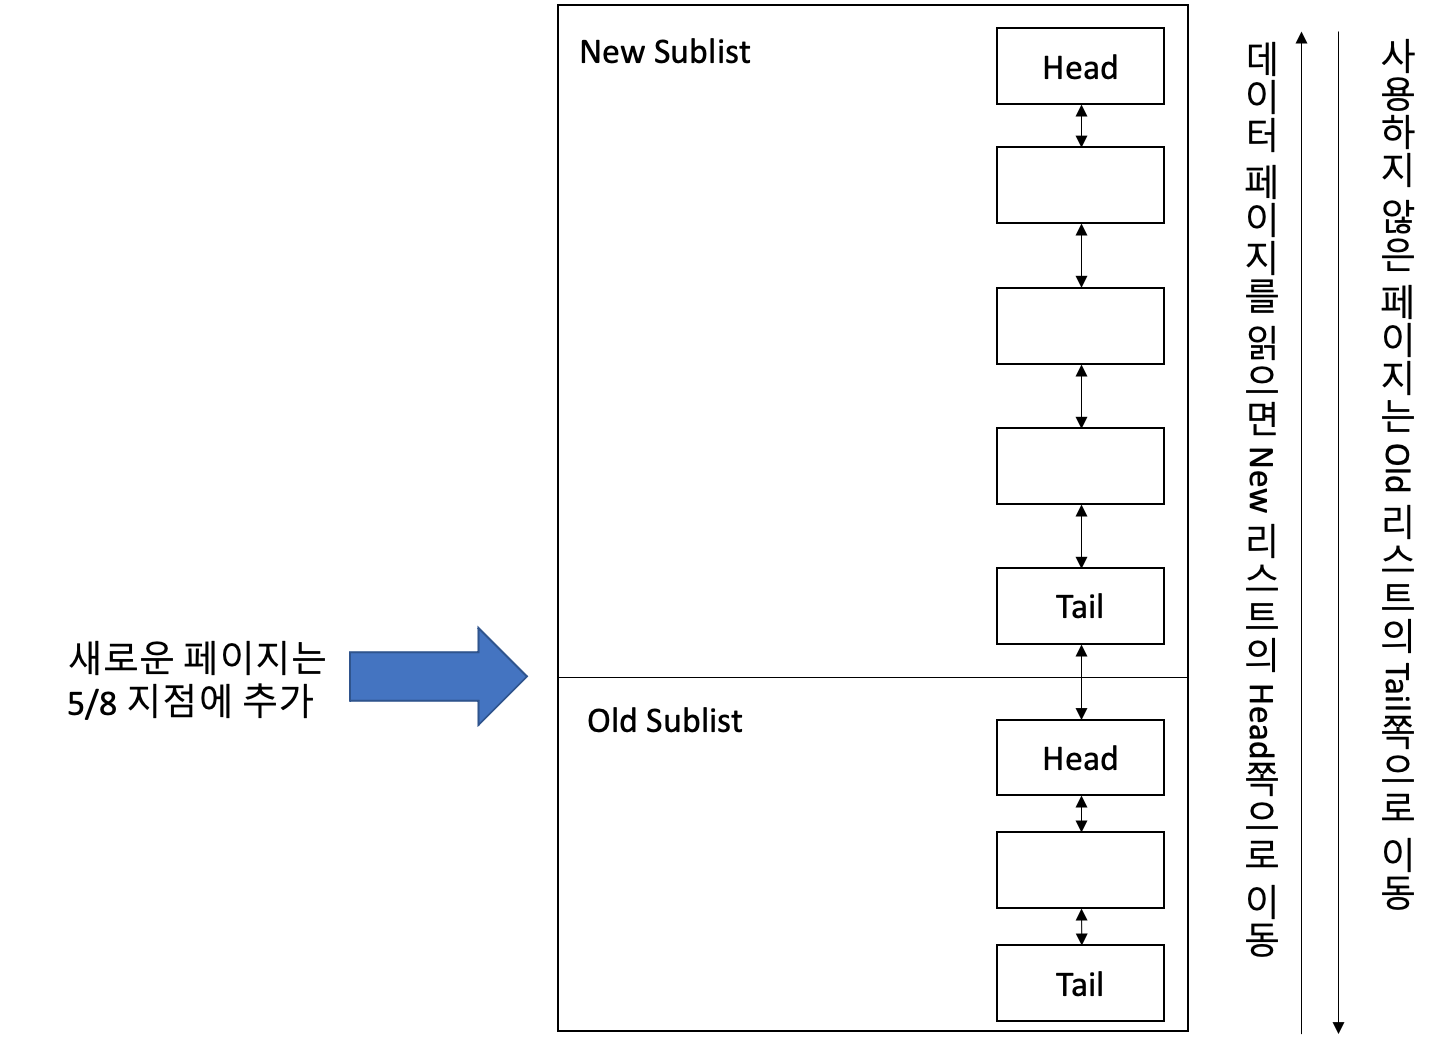 New Sublist
Head
Tail
새로운 페이지는
5/8 지점에 추가
Old Sublist
Head
Tail
데이터 페이지를 읽으면 New 리스트의 Head쪽으로 이동
사용하지 않은 페이지는 Old 리스트의 Tail쪽으로 이동